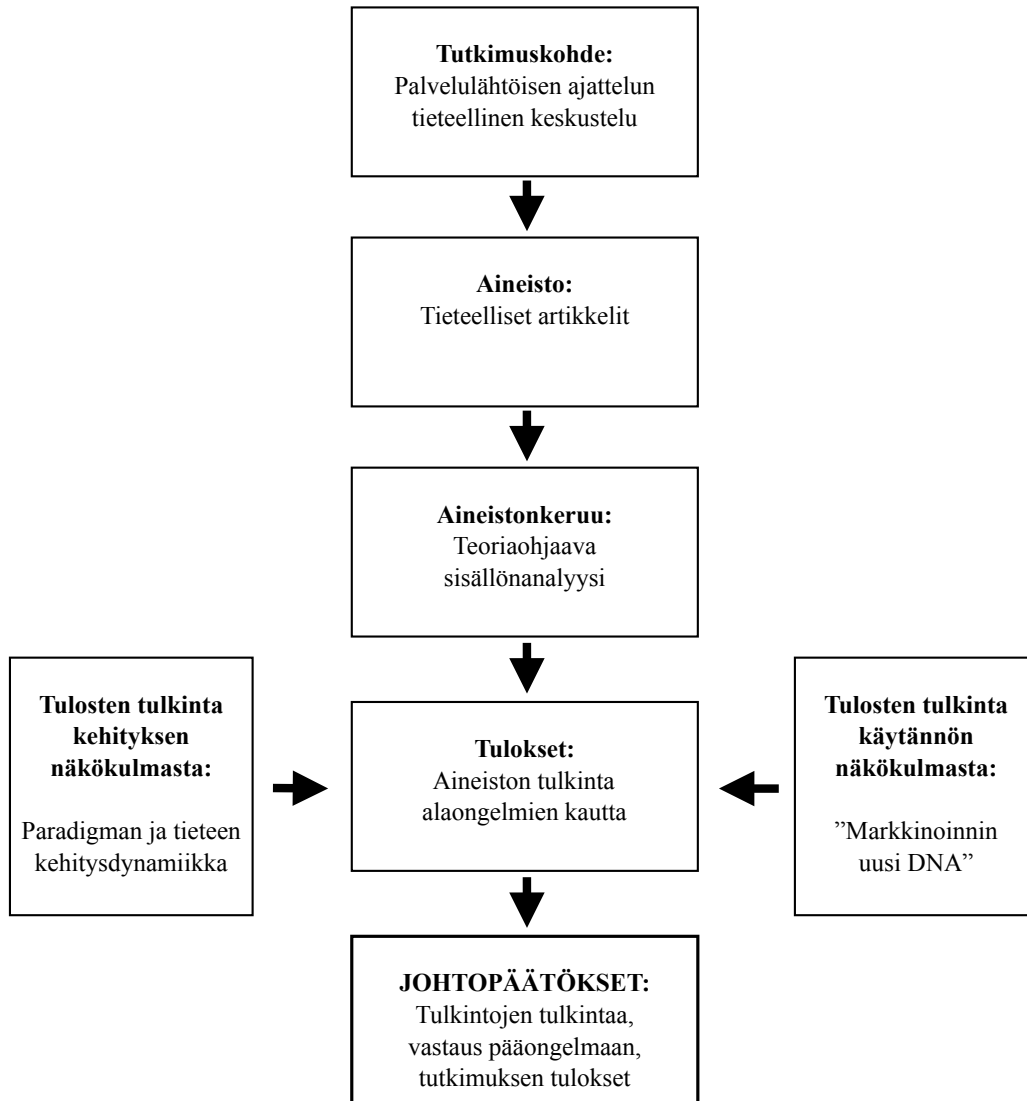 Tutkimuskohde:
Palvelulähtöisen ajattelun
tieteellinen keskustelu
Aineisto:
Tieteelliset artikkelit
Aineistonkeruu:
Teoriaohjaava
sisällönanalyysi
Tulosten tulkinta
kehityksen
näkökulmasta:
Paradigman ja tieteen
kehitysdynamiikka
Tulokset:
Aineiston tulkinta
alaongelmien kautta
Tulosten tulkinta
käytännön
näkökulmasta:
”Markkinoinnin
uusi DNA”
JOHTOPÄÄTÖKSET:
Tulkintojen tulkintaa,
vastaus pääongelmaan,
tutkimuksen tulokset